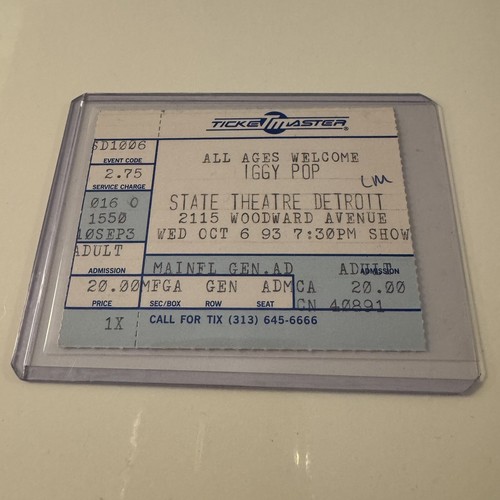 TICKETMASTER®
SD1006
EVENT CODE
2.75
SERVICE CHARGE
016 0
1550
10SEP3
ADULT
ADMISSION
20.00
PRICE
1X
ALL AGES WELCOME
IGGY POP
STATE THEATRE DETROIT
2115 WOODWARD AVENUE
WED OCT 6 93 7:30PM SHOW
MAINFL GEN.AD ADULT
ADMISSION
MFGA GEN ADM CA 20.00
SEC/BOX ROW SEAT
CN 40891
CALL FOR TIX (313) 645-6666